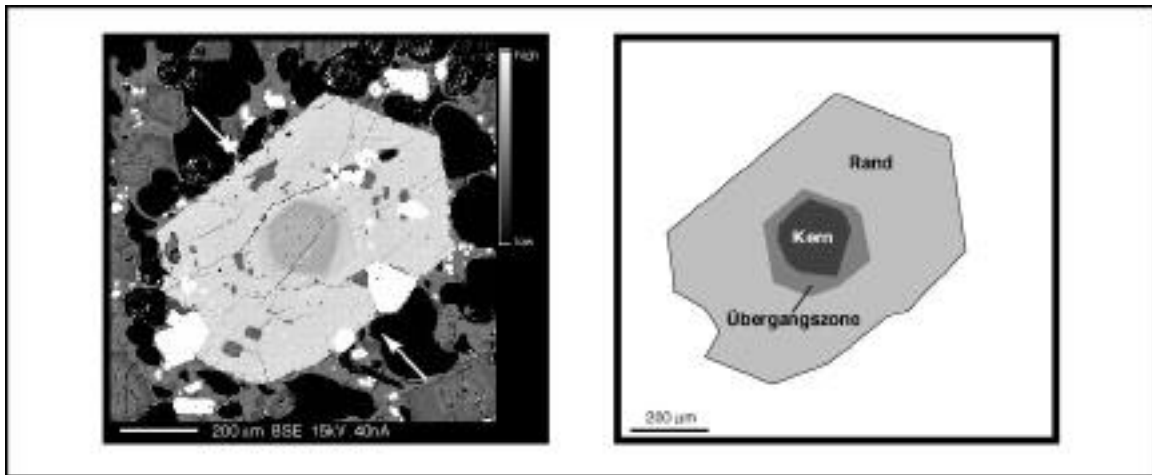 high
low
200 µm BSE 15kV 40nA
Rand
Kern
Übergangszone
200 µm